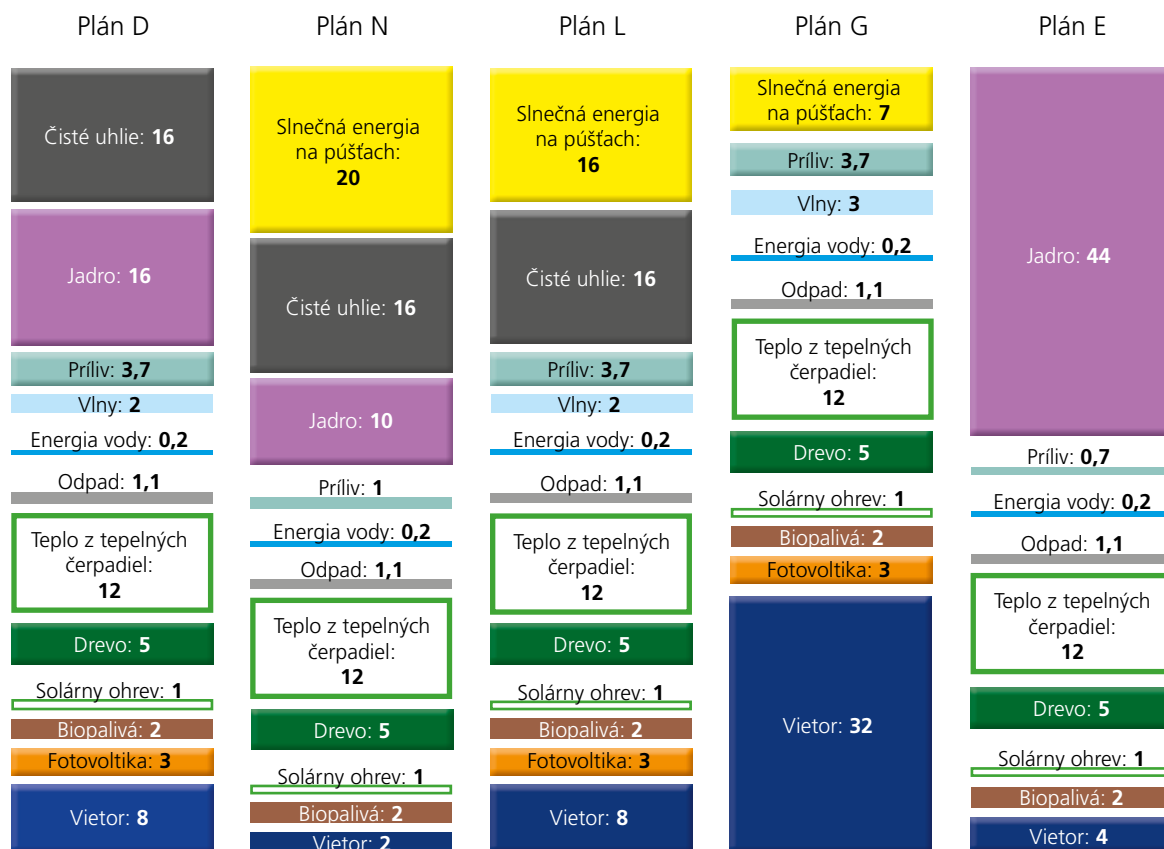 Plán D
Čisté uhlie: 16
Jadro: 16
Príliv: 3,7
Vlny: 2
Energia vody: 0,2
Odpad: 1,1
Teplo z tepelných
čerpadiel:
12
Drevo: 5
Solárny ohrev: 1
Biopalivá: 2
Fotovoltika: 3
Vietor: 8
Plán N
Slnečná energia
na púšťach:
20
Čisté uhlie: 16
Jadro: 10
Príliv: 1
Energia vody: 0,2
Odpad: 1,1
Teplo z tepelných
čerpadiel:
12
Drevo: 5
Solárny ohrev: 1
Biopalivá: 2
Vietor: 2
Plán L
Slnečná energia
na púšťach:
16
Čisté uhlie: 16
Príliv: 3,7
Vlny: 2
Energia vody: 0,2
Odpad: 1,1
Teplo z tepelných
čerpadiel:
12
Drevo: 5
Solárny ohrev: 1
Biopalivá: 2
Fotovoltika: 3
Vietor: 8
Plán G
Slnečná energia
na púšťach: 7
Príliv: 3,7
Vlny: 3
Energia vody: 0,2
Odpad: 1,1
Teplo z tepelných
čerpadiel:
12
Drevo: 5
Solárny ohrev: 1
Biopalivá: 2
Fotovoltika: 3
Vietor: 32
Plán E
Jadro: 44
Príliv: 0,7
Energia vody: 0,2
Odpad: 1,1
Teplo z tepelných
čerpadiel:
12
Drevo: 5
Solárny ohrev: 1
Biopalivá: 2
Vietor: 4